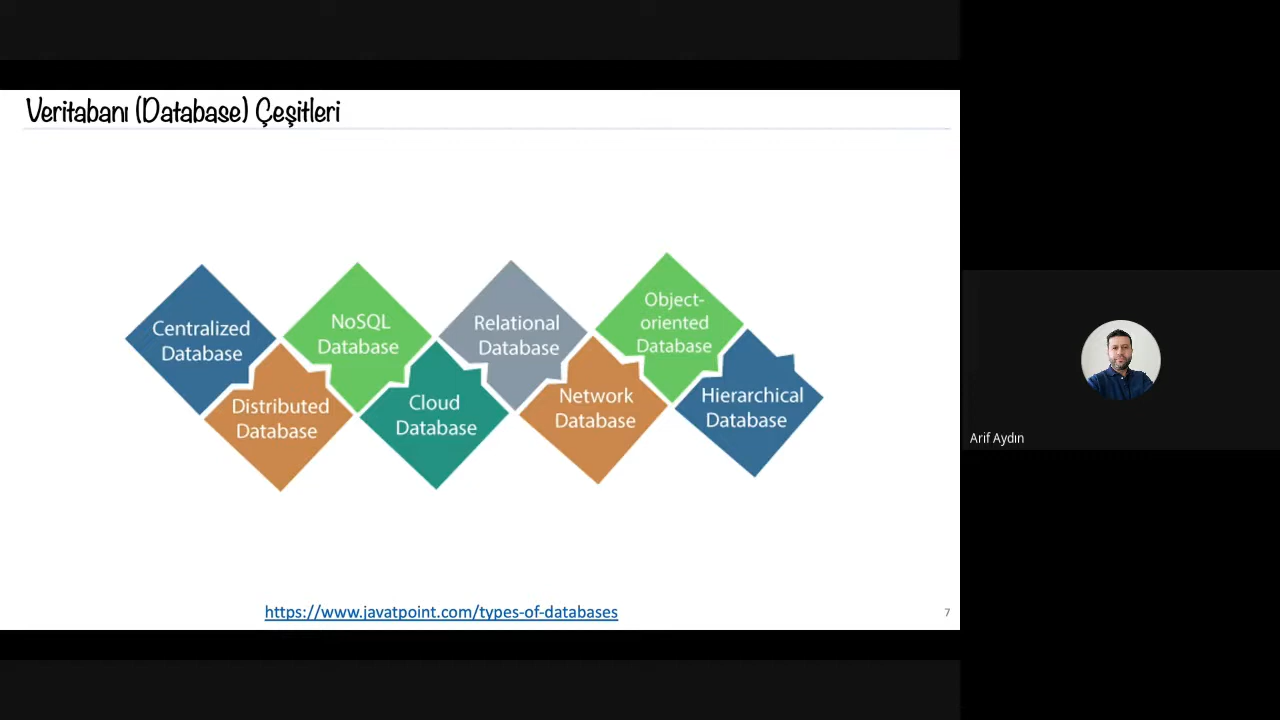 Veritabanı (Database) Çeşitleri
Centralized
Database
Distributed
Database
NoSQL
Database
Cloud
Database
Relational
Database
Network
Database
Object-
oriented
Database
Hierarchical
Database
https://www.javatpoint.com/types-of-databases
7
Arif Aydın